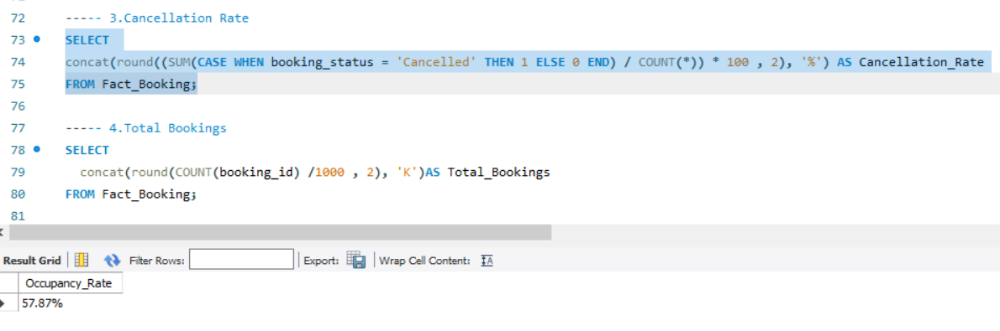 72 ----- 3.Cancellation Rate
73 SELECT
74 concat(round((SUM(CASE WHEN booking_status = 'Cancelled' THEN 1 ELSE 0 END) / COUNT(*)) * 100 , 2), '%') AS Cancellation_Rate
75 FROM Fact_Booking;
76
77 ----- 4.Total Bookings
78 SELECT
79 concat(round(COUNT(booking_id) /1000 , 2), 'K')AS Total_Bookings
80 FROM Fact_Booking;
81
Result Grid Filter Rows: Export: Wrap Cell Content: IA
Occupancy_Rate
57.87%